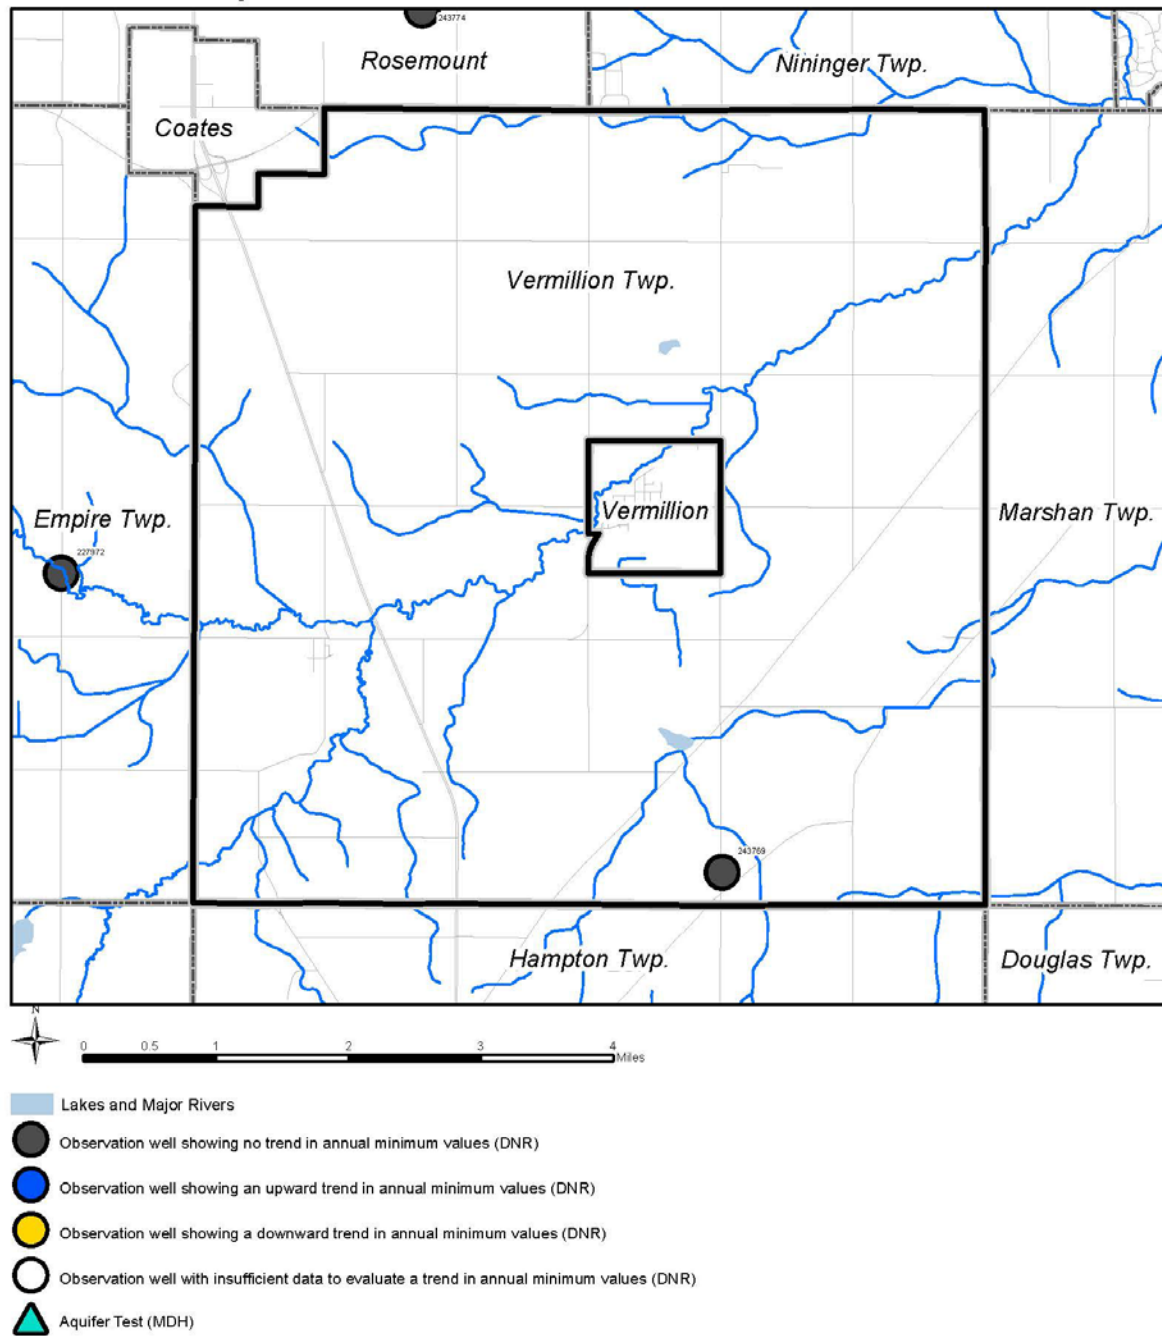 243774
Rosemount
Nininger Twp.
Coates
Vermillion Twp.
Empire Twp.
Vermillion
Marshan Twp.
227972
243769
Hampton Twp.
Douglas Twp.
N
0 0.5 1 2 3 4
Miles
Lakes and Major Rivers
Observation well showing no trend in annual minimum values (DNR)
Observation well showing an upward trend in annual minimum values (DNR)
Observation well showing a downward trend in annual minimum values (DNR)
Observation well with insufficient data to evaluate a trend in annual minimum values (DNR)
Aquifer Test (MDH)